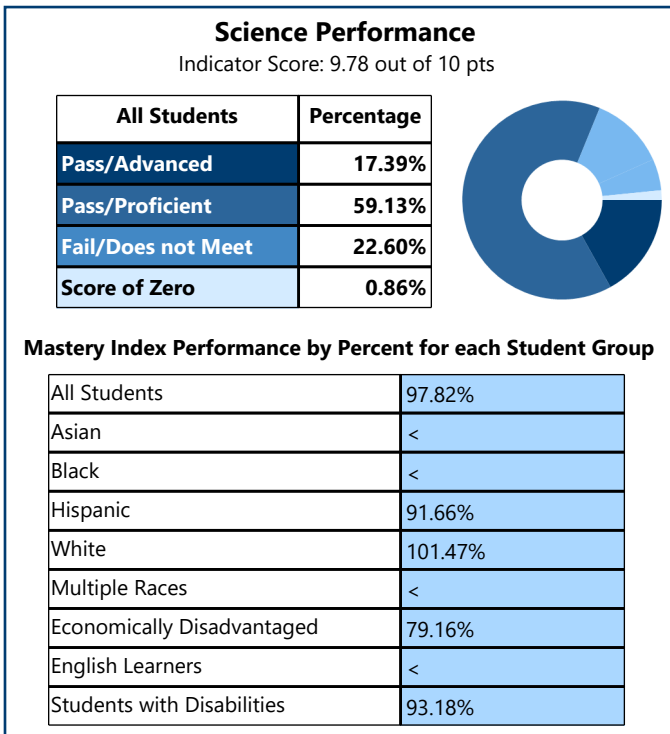 Science Performance
Indicator Score: 9.78 out of 10 pts
All Students Percentage
Pass/Advanced 17.39%
Pass/Proficient 59.13%
Fail/Does not Meet 22.60%
Score of Zero 0.86%
Mastery Index Performance by Percent for each Student Group
All Students 97.82%
Asian <
Black <
Hispanic 91.66%
White 101.47%
Multiple Races <
Economically Disadvantaged 79.16%
English Learners <
Students with Disabilities 93.18%